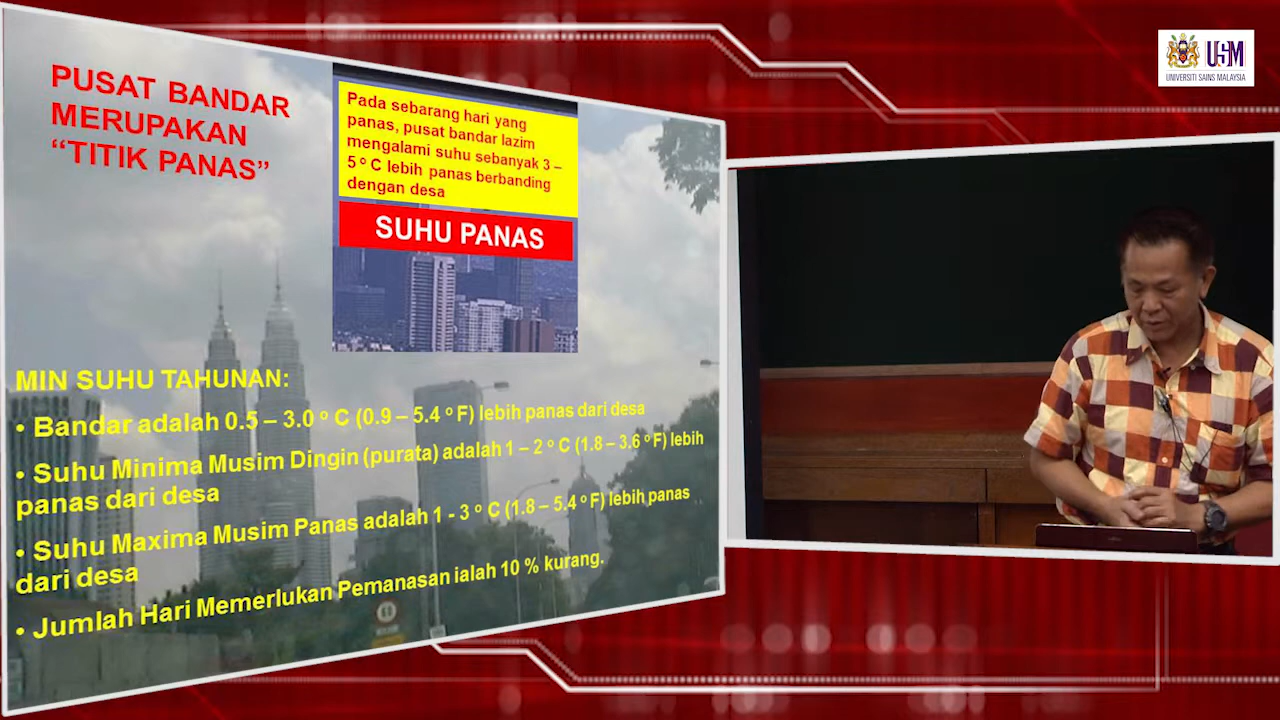 PUSAT BANDAR
MERUPAKAN
“TITIK PANAS”
Pada sebarang hari yang
panas, pusat bandar lazim
mengalami suhu sebanyak 3 –
5 º C lebih panas berbanding
dengan desa
SUHU PANAS
MIN SUHU TAHUNAN:
• Bandar adalah 0.5 – 3.0 º C (0.9 – 5.4 º F) lebih panas dari desa
• Suhu Minima Musim Dingin (purata) adalah 1 – 2 º C (1.8 – 3.6 º F) lebih
panas dari desa
• Suhu Maxima Musim Panas adalah 1 - 3 º C (1.8 – 5.4 º F) lebih panas
dari desa
• Jumlah Hari Memerlukan Pemanasan ialah 10 % kurang.
USM
UNIVERSITI SAINS MALAYSIA